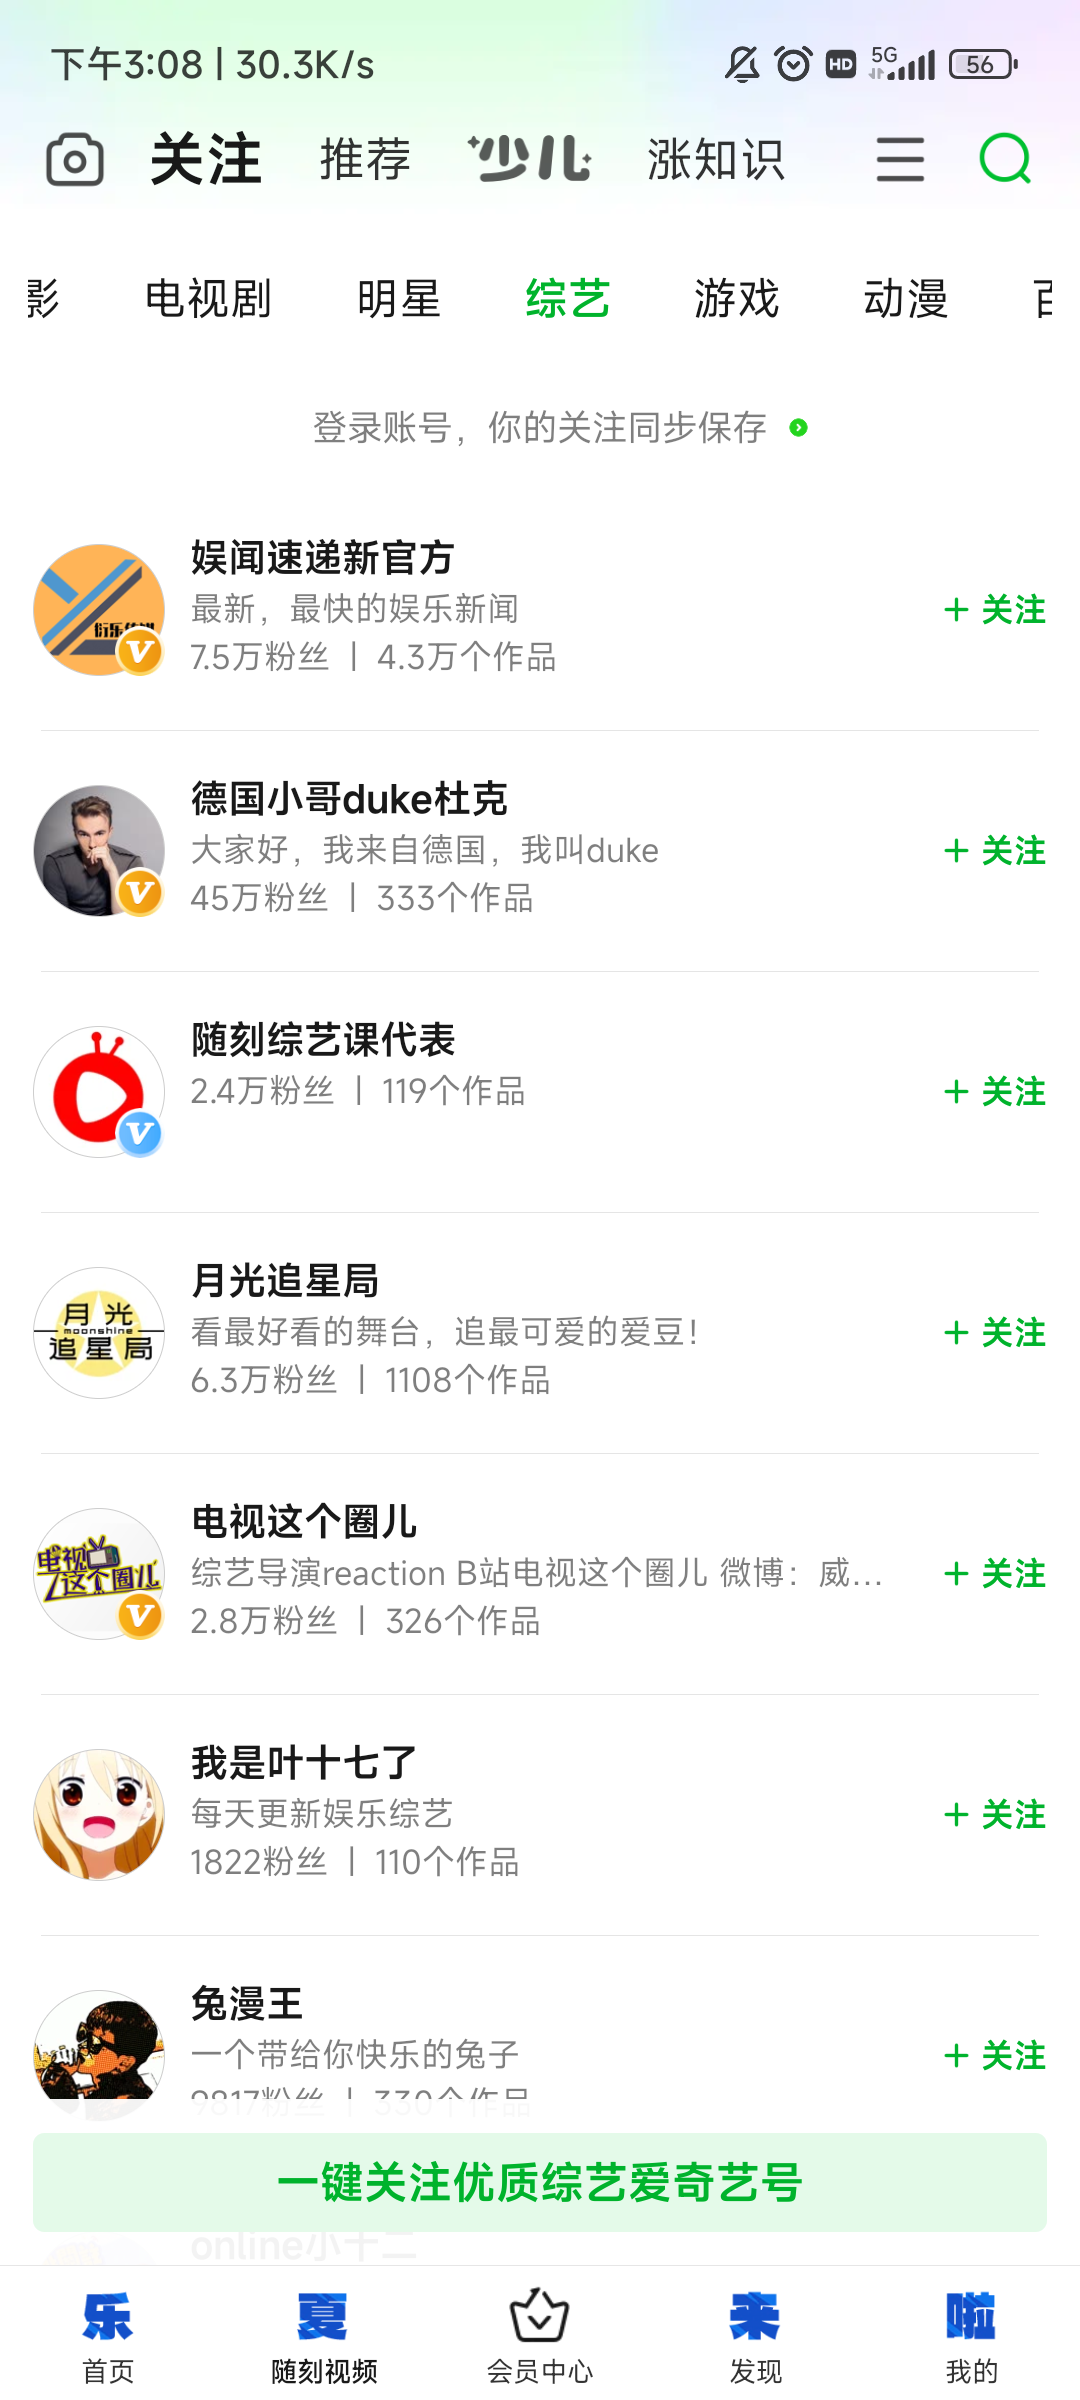 下午3:08 | 30.3K/s
HD 5G 56
关注 推荐 少儿 涨知识
影 电视剧 明星 综艺 游戏 动漫
登录账号，你的关注同步保存
娱闻速递新官方
最新，最快的娱乐新闻
7.5万粉丝 | 4.3万个作品
+ 关注
德国小哥duke杜克
大家好，我来自德国，我叫duke
45万粉丝 | 333个作品
+ 关注
随刻综艺课代表
2.4万粉丝 | 119个作品
+ 关注
月光
moonshine
追星局
月光追星局
看最好看的舞台，追最可爱的爱豆！
6.3万粉丝 | 1108个作品
+ 关注
电视
这个圈儿
电视这个圈儿
综艺导演reaction B站电视这个圈儿 微博：威...
2.8万粉丝 | 326个作品
+ 关注
我是叶十七了
每天更新娱乐综艺
1822粉丝 | 110个作品
+ 关注
兔漫王
一个带给你快乐的兔子
9817粉丝 | 330个作品
+ 关注
一键关注优质综艺爱奇艺号
online小十二
乐 夏 来 啦
首页 随刻视频 会员中心 发现 我的